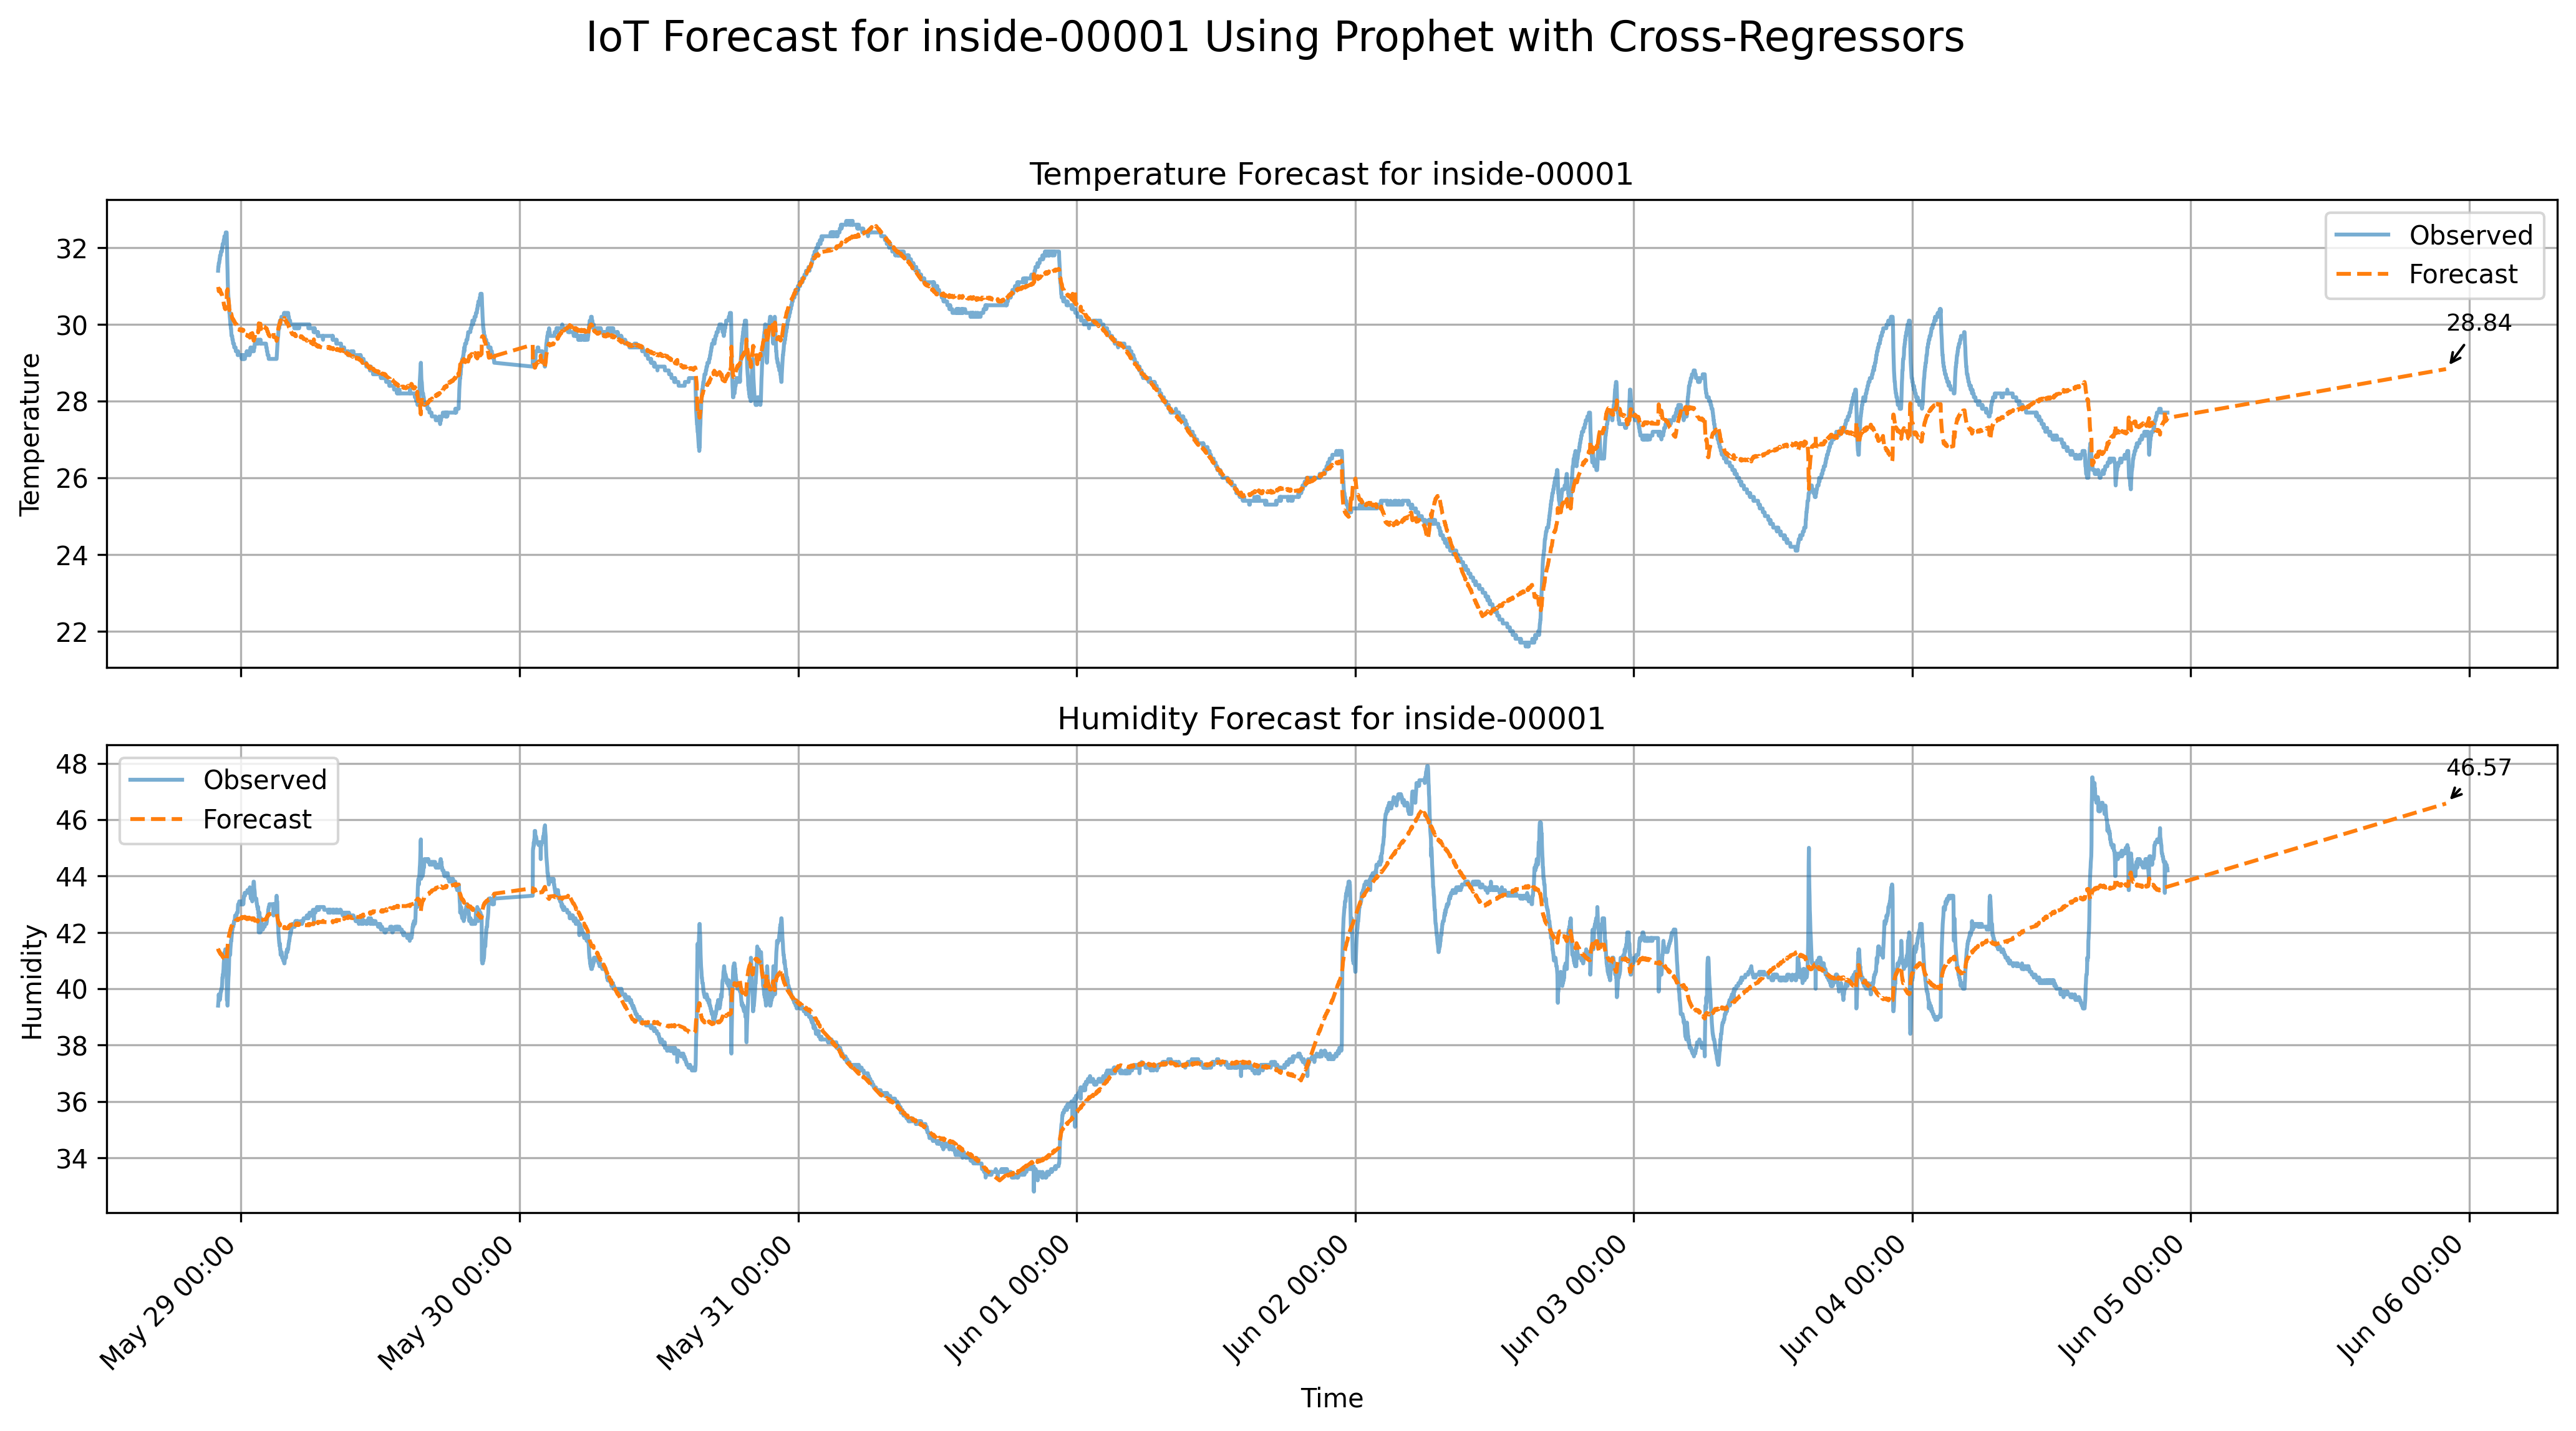 IoT Forecast for inside-00001 Using Prophet with Cross-Regressors
Temperature Forecast for inside-00001
Temperature
32
30
28
26
24
22
Observed
Forecast
28.84
Humidity Forecast for inside-00001
Humidity
48
46
44
42
40
38
36
34
Observed
Forecast
46.57
May 29 00:00
May 30 00:00
May 31 00:00
Jun 01 00:00
Jun 02 00:00
Jun 03 00:00
Jun 04 00:00
Jun 05 00:00
Jun 06 00:00
Time